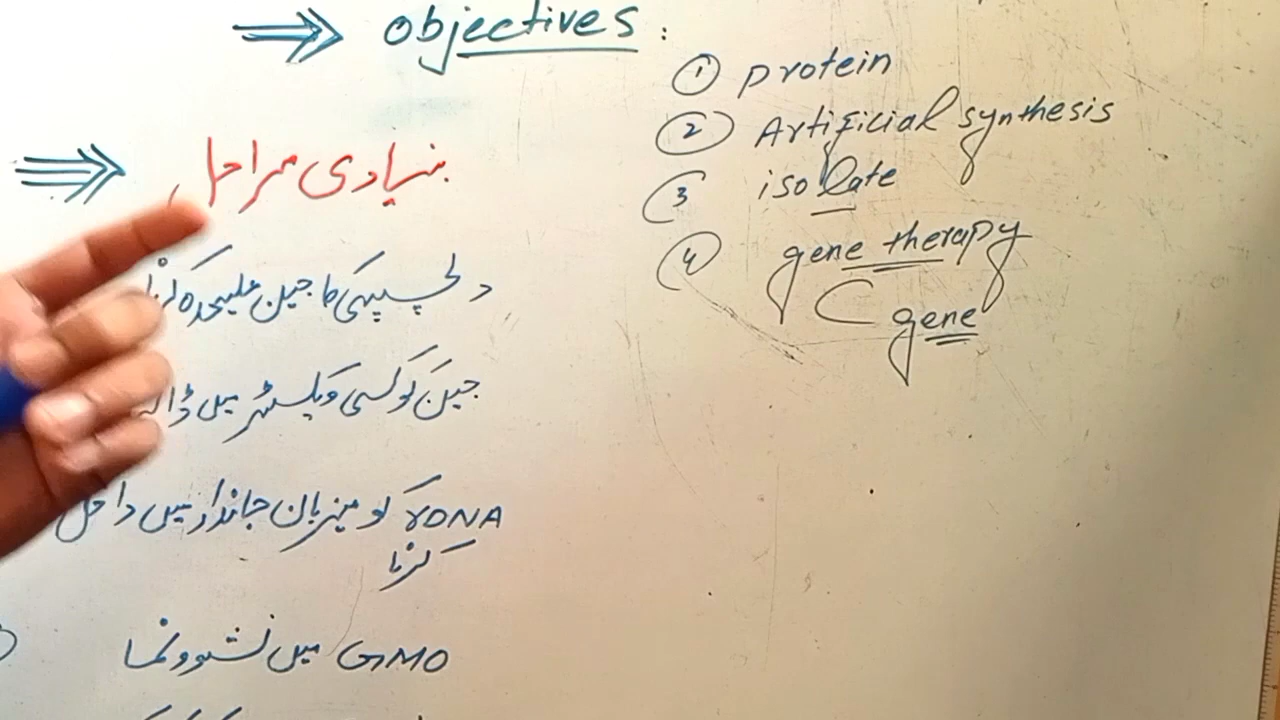 objectives :
① protein
② Artificial synthesis
③ isolate
④ gene therapy
gene
بنیادی مراحل
دلچسپی کا جین علیحدہ کرنا
جین کو کسی ویکٹر میں
rDNA کو میزبان جاندار میں داخل
کرنا
GMO میں نشوونما